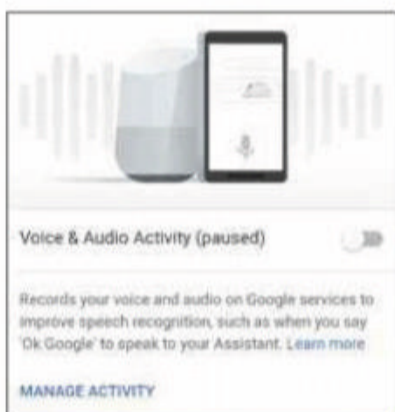 Voice & Audio Activity (paused)
Records your voice and audio on Google services to
improve speech recognition, such as when you say
'Ok Google' to speak to your Assistant. Learn more
MANAGE ACTIVITY